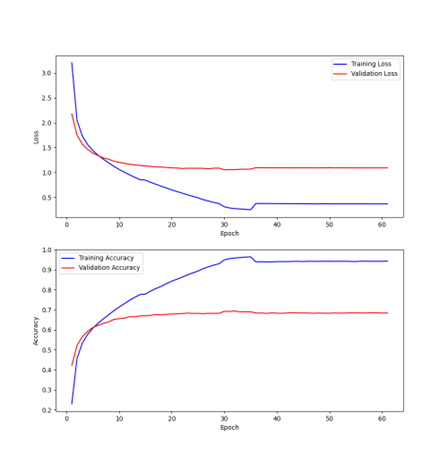 Training Loss
Validation Loss
3.0
2.5
2.0
1.5
1.0
0.5
Loss
0 10 20 30 40 50 60
Epoch
Training Accuracy
Validation Accuracy
1.0
0.9
0.8
0.7
0.6
0.5
0.4
0.3
0.2
Accuracy
0 10 20 30 40 50 60
Epoch